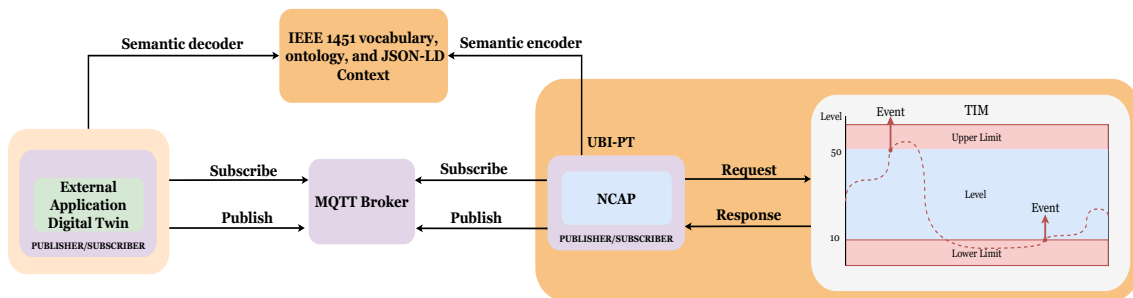 Semantic decoder
IEEE 1451 vocabulary,
ontology, and JSON-LD
Context
Semantic encoder
External
Application
Digital Twin
PUBLISHER/SUBSCRIBER
Subscribe
Publish
MQTT Broker
Subscribe
Publish
UBI-PT
NCAP
PUBLISHER/SUBSCRIBER
Request
Response
TIM
Level
Event
Upper Limit
50
Level
Event
10
Lower Limit